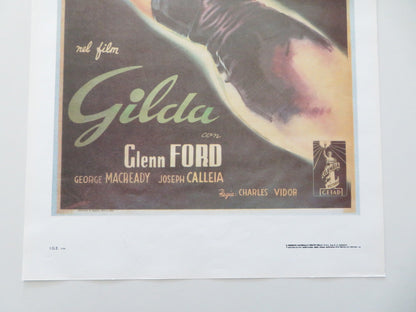 nel film
Gilda
con
Glenn FORD
GEORGE MACREADY JOSEPH CALLEIA
Regia: CHARLES VIDOR
CEIAD